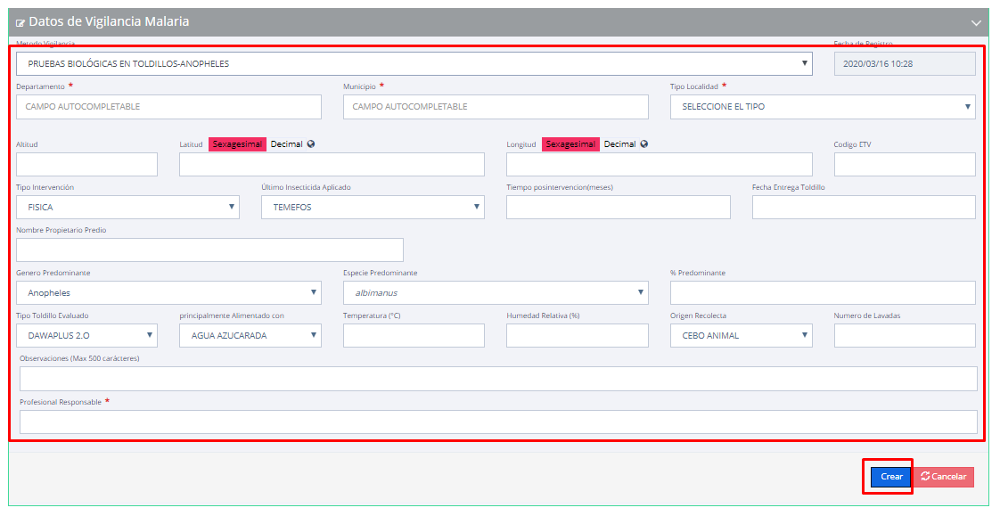 Datos de Vigilancia Malaria
Metodo Vigilancia Fecha de Registro
PRUEBAS BIOLÓGICAS EN TOLDILLOS-ANOPHELES 2020/03/16 10:28
Departamento * Municipio * Tipo Localidad *
CAMPO AUTOCOMPLETABLE CAMPO AUTOCOMPLETABLE SELECCIONE EL TIPO
Altitud Latitud Sexagesimal Decimal Longitud Sexagesimal Decimal Codigo ETV
Tipo Intervención Último Insecticida Aplicado Tiempo posintervencion(meses) Fecha Entrega Toldillo
FISICA TEMEFOS
Nombre Propietario Predio
Genero Predominante Especie Predominante % Predominante
Anopheles albimanus
Tipo Toldillo Evaluado principalmente Alimentado con Temperatura (°C) Humedad Relativa (%) Origen Recolecta Numero de Lavadas
DAWAPLUS 2.O AGUA AZUCARADA CEBO ANIMAL
Observaciones (Max 500 carácteres)
Profesional Responsable *
Crear Cancelar